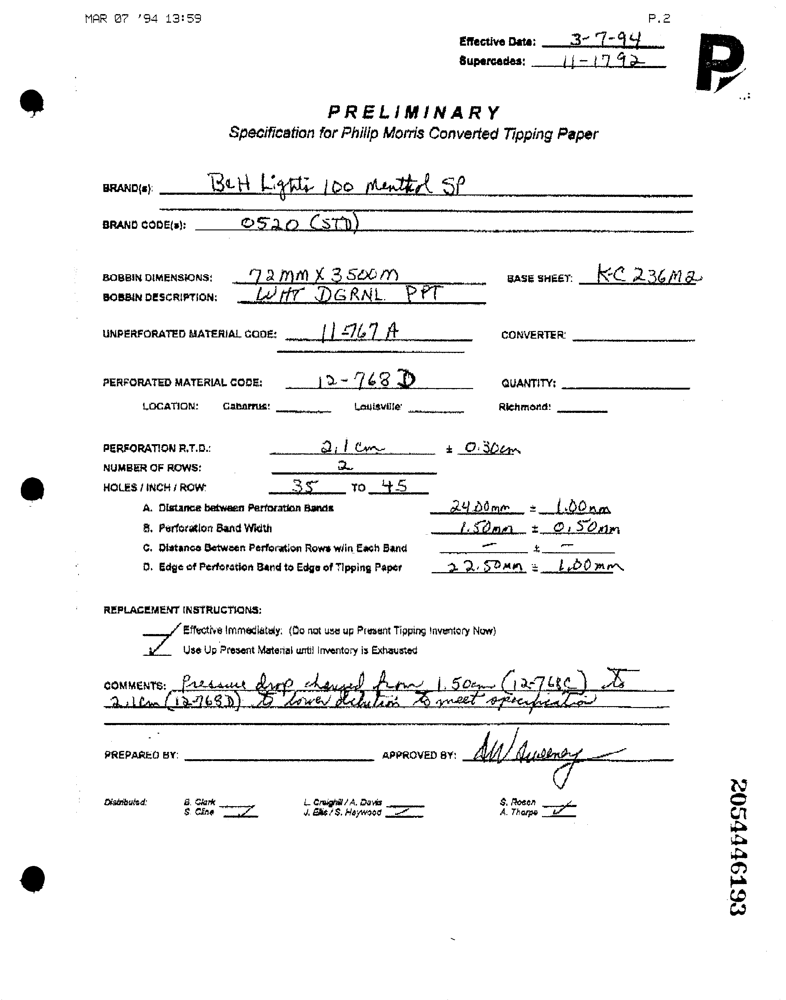 MAR 07 '94 13:59 P.2
Effective Date: 3-7-94
Supercedes: 11-1792
P
PRELIMINARY
Specification for Philip Morris Converted Tipping Paper
BRAND(s): B&H Lights 100 Menthol SP
BRAND CODE(s): 0520 (STD)
BOBBIN DIMENSIONS: 72mm X 3500m BASE SHEET: K-C 236M2
BOBBIN DESCRIPTION: WHT DGRNL PPT
UNPERFORATED MATERIAL CODE: 11-767 A CONVERTER:
PERFORATED MATERIAL CODE: 12-768 D QUANTITY:
LOCATION: Cabarrus: Louisville: Richmond:
PERFORATION R.T.D.: 2.1 cm ± 0.30cm
NUMBER OF ROWS: 2
HOLES / INCH / ROW: 35 TO 45
A. Distance between Perforation Bands 24.00mm ± 1.00mm
B. Perforation Band Width 1.50mm ± 0.50mm
C. Distance Between Perforation Rows w/in Each Band – ± –
D. Edge of Perforation Band to Edge of Tipping Paper 22.50mm ± 1.00mm
REPLACEMENT INSTRUCTIONS:
Effective Immediately: (Do not use up Present Tipping Inventory Now)
Use Up Present Material until Inventory is Exhausted
COMMENTS: Pressure drop changed from 1.50cm (12-768C) to
2.1cm (12-768D) to lower dilution to meet specification
PREPARED BY: APPROVED BY: SW Sweeney
Distributed: B. Clark L. Craighill / A. Davis S. Rosen
S. Cline J. Ellis / S. Haywood A. Thorpe
2054446193